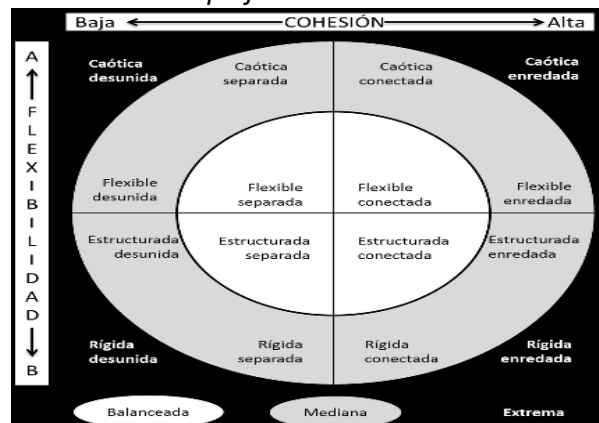 Baja COHESIÓN Alta
A
FLEXIBILIDAD
B
Caótica
desunida
Caótica
separada
Caótica
conectada
Caótica
enredada
Flexible
desunida
Flexible
separada
Flexible
conectada
Flexible
enredada
Estructurada
desunida
Estructurada
separada
Estructurada
conectada
Estructurada
enredada
Rígida
desunida
Rígida
separada
Rígida
conectada
Rígida
enredada
Balanceada
Mediana
Extrema